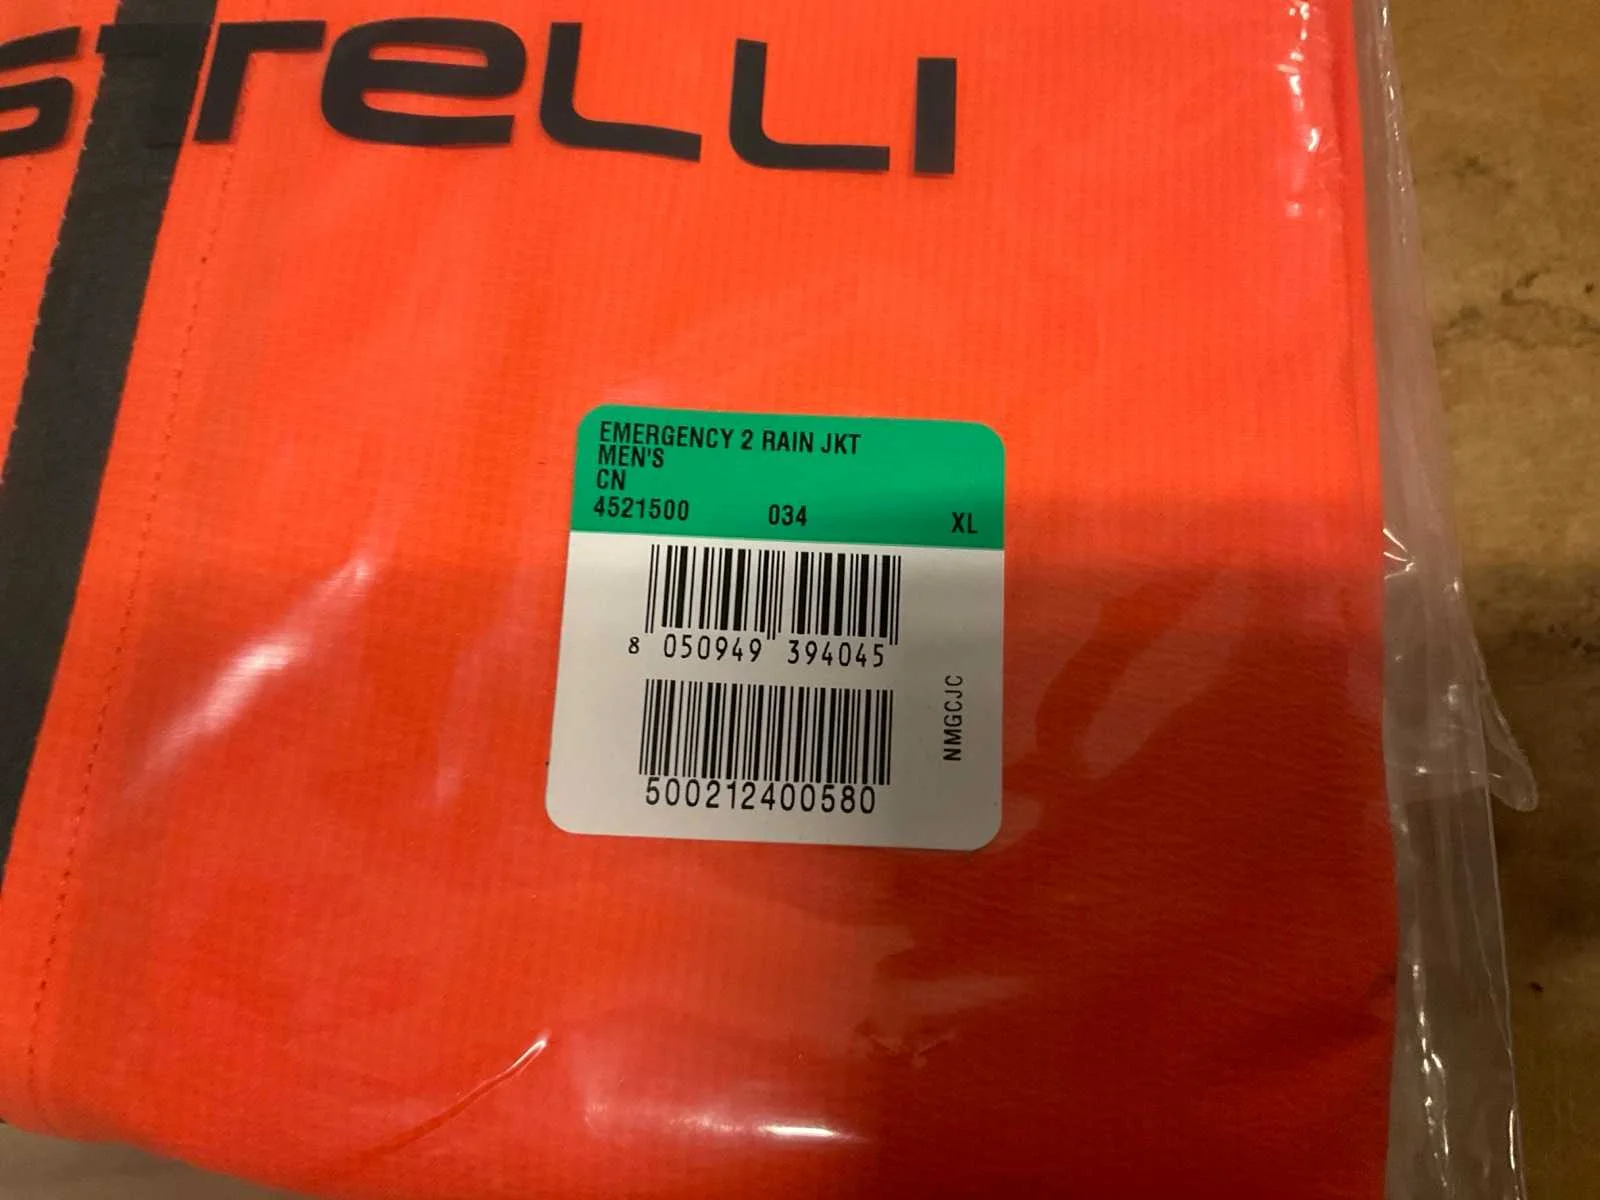 STELLI
EMERGENCY 2 RAIN JKT
MEN'S
CN
4521500 034 XL
8 050949 394045
NMGCJC
500212400580